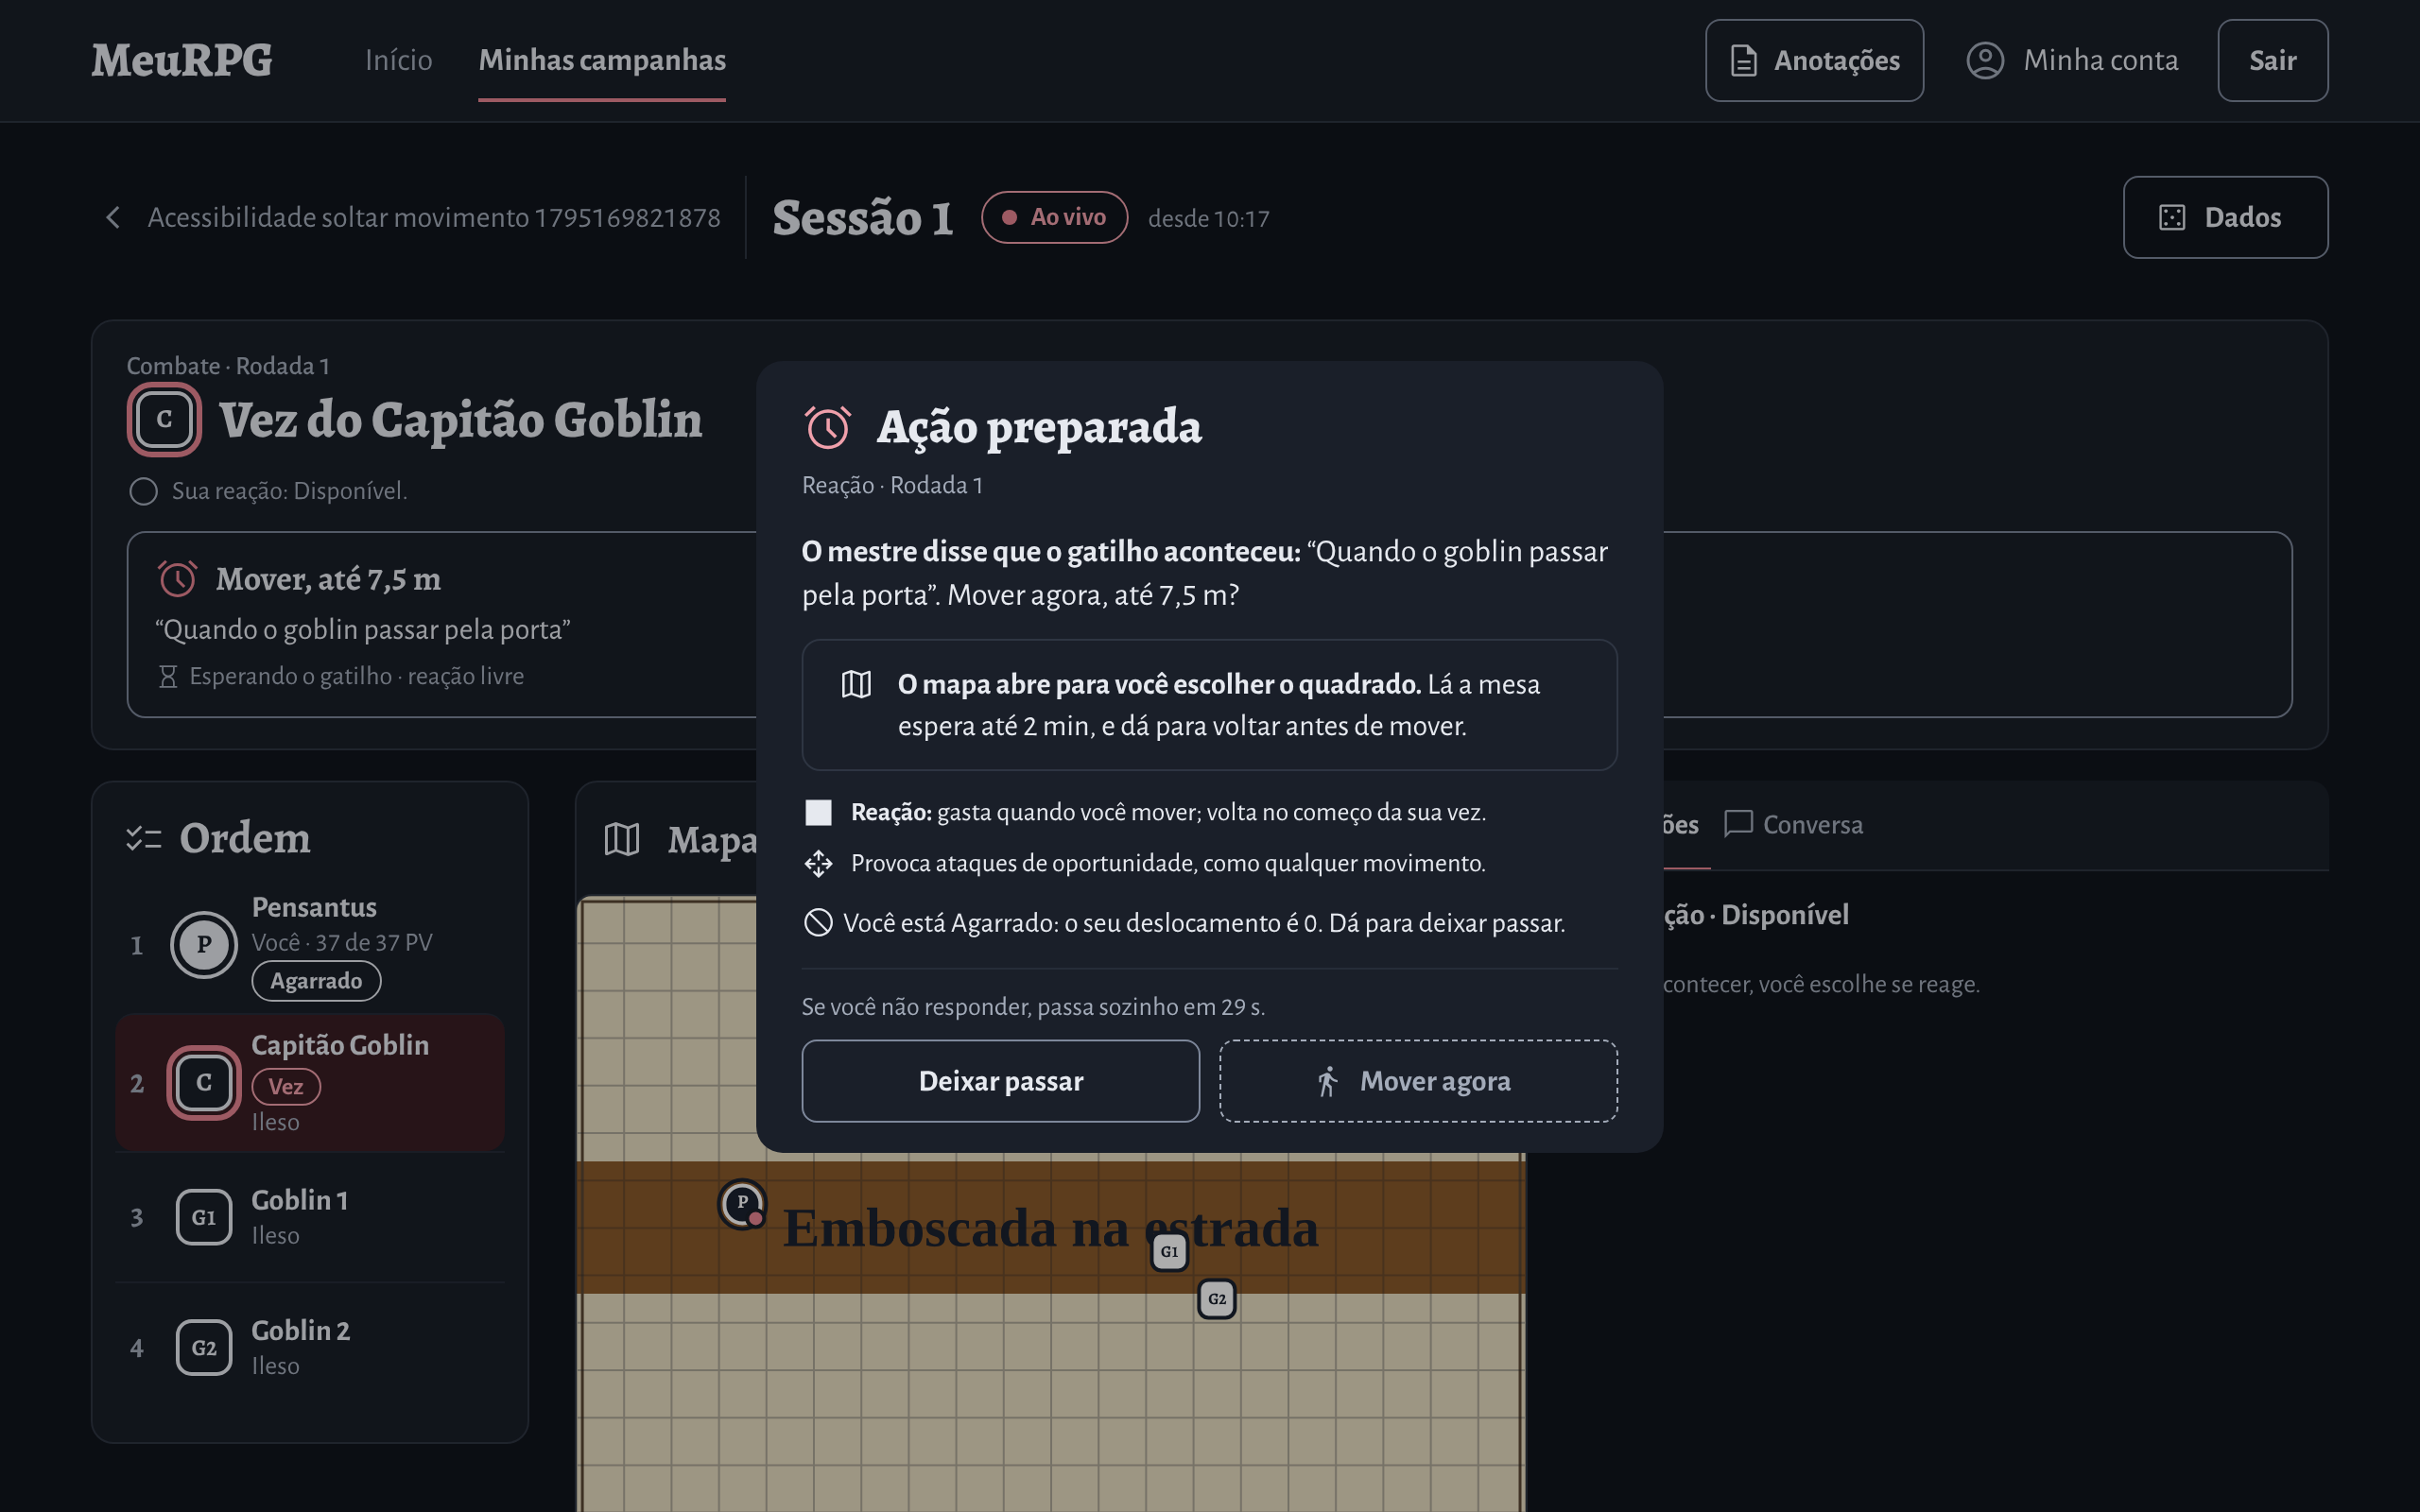 MeuRPG
Início
Minhas campanhas
Anotações
Minha conta
Sair
Acessibilidade soltar movimento 1795169821878
Sessão 1
Ao vivo
desde 10:17
Dados
Combate · Rodada 1
C
Vez do Capitão Goblin
Sua reação: Disponível.
Mover, até 7,5 m
“Quando o goblin passar pela porta”
Esperando o gatilho · reação livre
Ação preparada
Reação · Rodada 1
O mestre disse que o gatilho aconteceu: “Quando o goblin passar
pela porta”. Mover agora, até 7,5 m?
O mapa abre para você escolher o quadrado. Lá a mesa
espera até 2 min, e dá para voltar antes de mover.
Reação: gasta quando você mover; volta no começo da sua vez.
Provoca ataques de oportunidade, como qualquer movimento.
Você está Agarrado: o seu deslocamento é 0. Dá para deixar passar.
Se você não responder, passa sozinho em 29 s.
Deixar passar
Mover agora
Ordem
1
P
Pensantus
Você · 37 de 37 PV
Agarrado
2
C
Capitão Goblin
Vez
Ileso
3
G1
Goblin 1
Ileso
4
G2
Goblin 2
Ileso
Mapa
P
Emboscada na estrada
G1
G2
ões
Conversa
ção · Disponível
contecer, você escolhe se reage.